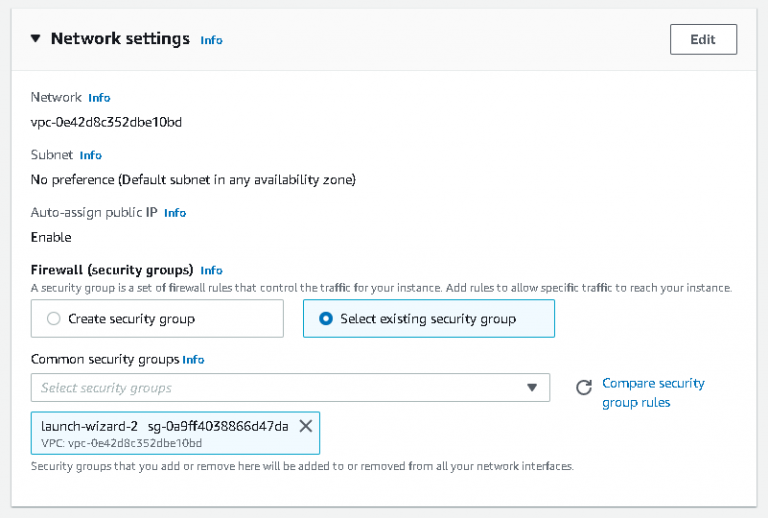 Network settings Info
Edit
Network Info
vpc-0e42d8c352dbe10bd
Subnet Info
No preference (Default subnet in any availability zone)
Auto-assign public IP Info
Enable
Firewall (security groups) Info
A security group is a set of firewall rules that control the traffic for your instance. Add rules to allow specific traffic to reach your instance.
Create security group
Select existing security group
Common security groups Info
Select security groups
Compare security
group rules
launch-wizard-2 sg-0a9ff4038866d47da
VPC: vpc-0e42d8c352dbe10bd
Security groups that you add or remove here will be added to or removed from all your network interfaces.